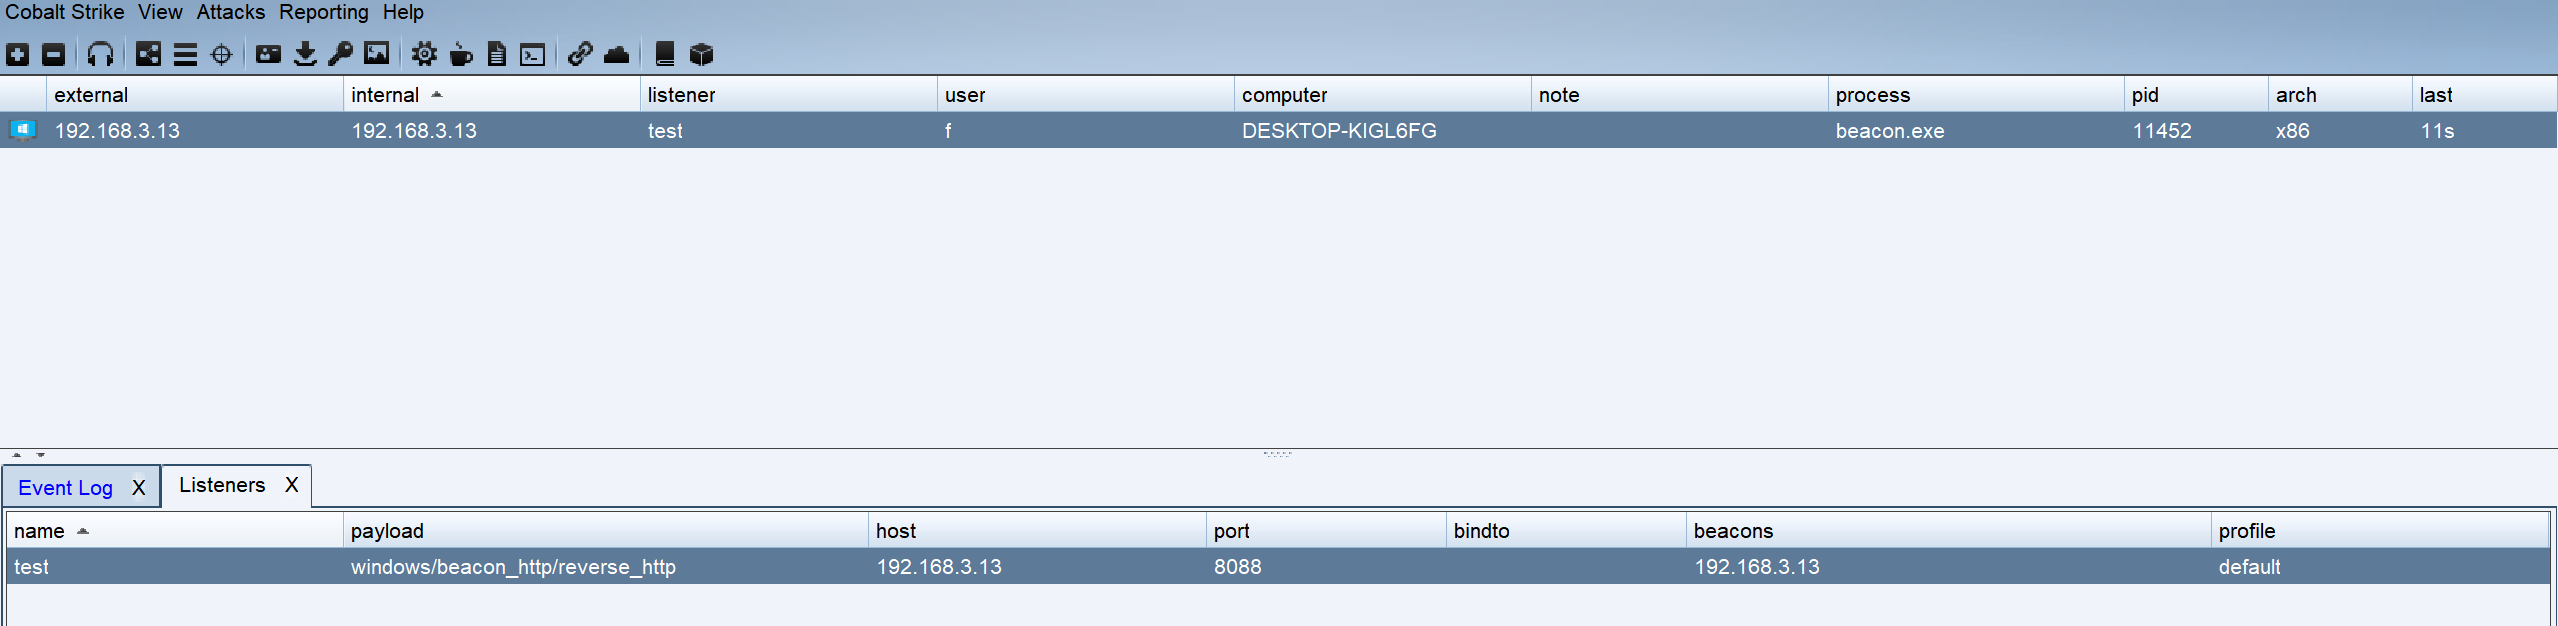 Cobalt Strike View Attacks Reporting Help
external internal listener user computer note process pid arch last
192.168.3.13 192.168.3.13 test f DESKTOP-KIGL6FG beacon.exe 11452 x86 11s
Event Log X Listeners X
name payload host port bindto beacons profile
test windows/beacon_http/reverse_http 192.168.3.13 8088 192.168.3.13 default